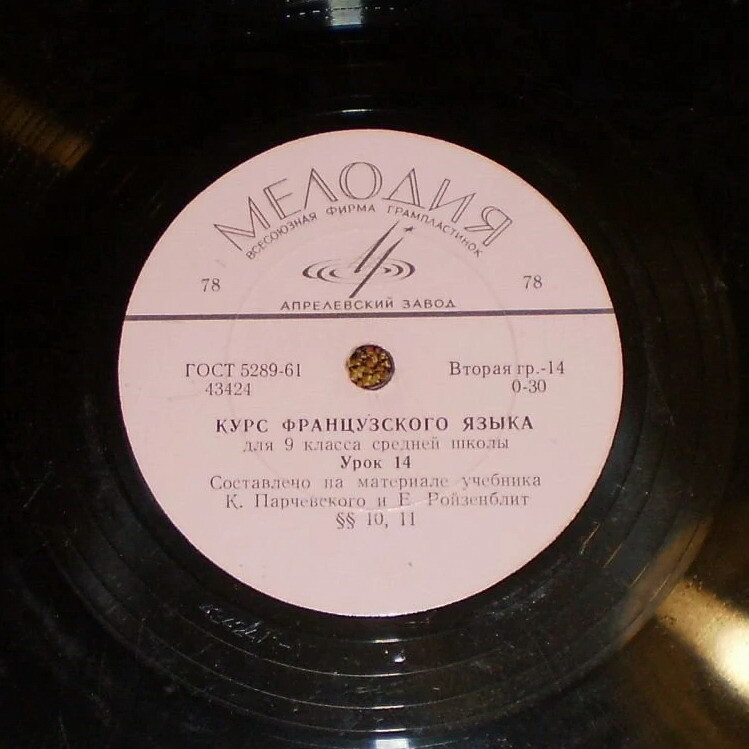 МЕЛОДИЯ
ВСЕСОЮЗНАЯ ФИРМА ГРАМПЛАСТИНОК
78 78
АПРЕЛЕВСКИЙ ЗАВОД
ГОСТ 5289-61 Вторая гр.-14
43424 0-30
КУРС ФРАНЦУЗСКОГО ЯЗЫКА
для 9 класса средней школы
Урок 14
Составлено на материале учебника
К. Парчевского и Е. Ройзенблит
§§ 10, 11